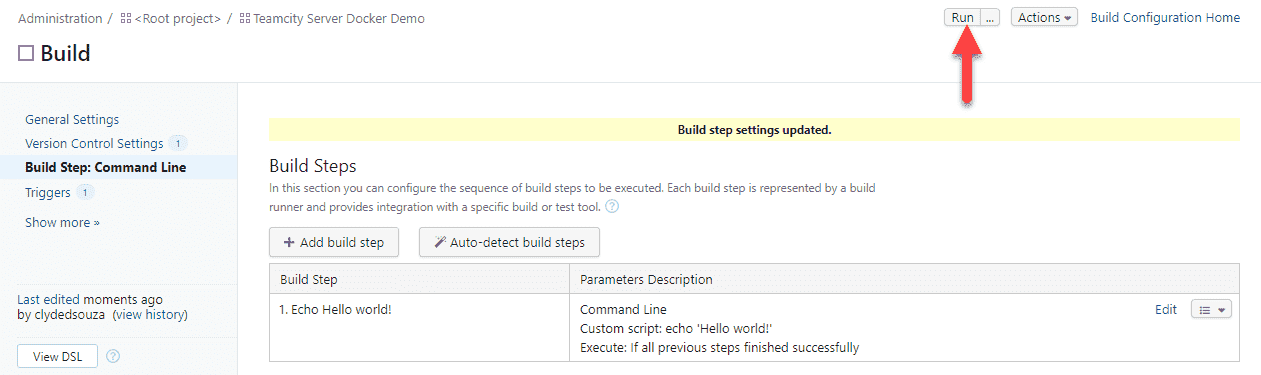 Administration / <Root project> / Teamcity Server Docker Demo
Run ... Actions Build Configuration Home
Build
General Settings
Version Control Settings 1
Build Step: Command Line
Triggers 1
Show more »
Last edited moments ago
by clydedsouza (view history)
View DSL ?
Build step settings updated.
Build Steps
In this section you can configure the sequence of build steps to be executed. Each build step is represented by a build
runner and provides integration with a specific build or test tool. ?
+ Add build step Auto-detect build steps
Build Step Parameters Description
1. Echo Hello world! Command Line Edit
Custom script: echo 'Hello world!'
Execute: If all previous steps finished successfully